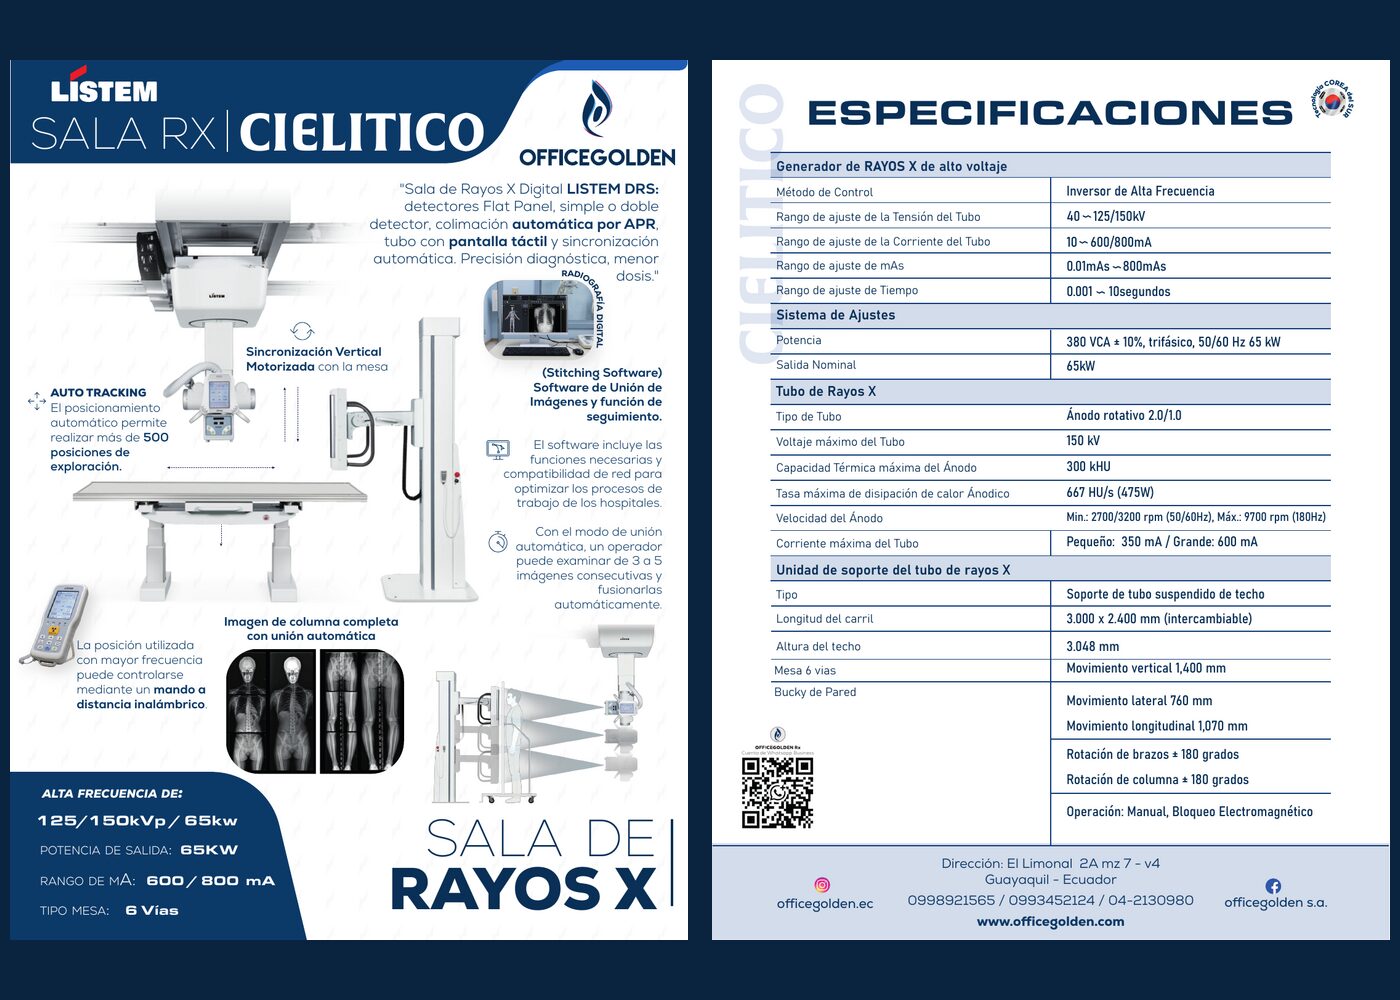 LISTEM
SALA RX | CIELITICO
OFFICEGOLDEN
"Sala de Rayos X Digital LISTEM DRS:
detectores Flat Panel, simple o doble
detector, colimación automática por APR,
tubo con pantalla táctil y sincronización
automática. Precisión diagnóstica, menor
dosis."
RADIOGRAFÍA DIGITAL
LISTEM
Sincronización Vertical
Motorizada con la mesa
AUTO TRACKING
El posicionamiento
automático permite
realizar más de 500
posiciones de
exploración.
(Stitching Software)
Software de Unión de
Imágenes y función de
seguimiento.
El software incluye las
funciones necesarias y
compatibilidad de red para
optimizar los procesos de
trabajo de los hospitales.
Con el modo de unión
automática, un operador
puede examinar de 3 a 5
imágenes consecutivas y
fusionarlas
automáticamente.
La posición utilizada
con mayor frecuencia
puede controlarse
mediante un mando a
distancia inalámbrico.
Imagen de columna completa
con unión automática
LISTEM
ALTA FRECUENCIA DE:
125/150kVp/65kw
POTENCIA DE SALIDA: 65KW
RANGO DE mA: 600/800 mA
TIPO MESA: 6 Vías
SALA DE
RAYOS X
CIELITICO
ESPECIFICACIONES
Tecnología COREA del SUR
Generador de RAYOS X de alto voltaje
Método de Control Inversor de Alta Frecuencia
Rango de ajuste de la Tensión del Tubo 40∽125/150kV
Rango de ajuste de la Corriente del Tubo 10∽600/800mA
Rango de ajuste de mAs 0.01mAs ∽800mAs
Rango de ajuste de Tiempo 0.001 ∽ 10segundos
Sistema de Ajustes
Potencia 380 VCA ± 10%, trifásico, 50/60 Hz 65 kW
Salida Nominal 65kW
Tubo de Rayos X
Tipo de Tubo Ánodo rotativo 2.0/1.0
Voltaje máximo del Tubo 150 kV
Capacidad Térmica máxima del Ánodo 300 kHU
Tasa máxima de disipación de calor Ánodico 667 HU/s (475W)
Velocidad del Ánodo Min.: 2700/3200 rpm (50/60Hz), Máx.: 9700 rpm (180Hz)
Corriente máxima del Tubo Pequeño: 350 mA / Grande: 600 mA
Unidad de soporte del tubo de rayos X
Tipo Soporte de tubo suspendido de techo
Longitud del carril 3.000 x 2.400 mm (intercambiable)
Altura del techo 3.048 mm
Mesa 6 vias Movimiento vertical 1,400 mm
Bucky de Pared Movimiento lateral 760 mm
Movimiento longitudinal 1,070 mm
Rotación de brazos ± 180 grados
Rotación de columna ± 180 grados
Operación: Manual, Bloqueo Electromagnético
OFFICEGOLDEN Rx
Cuenta de Whatsapp Business
Dirección: El Limonal 2A mz 7 - v4
Guayaquil - Ecuador
0998921565 / 0993452124 / 04-2130980
www.officegolden.com
officegolden.ec
officegolden s.a.